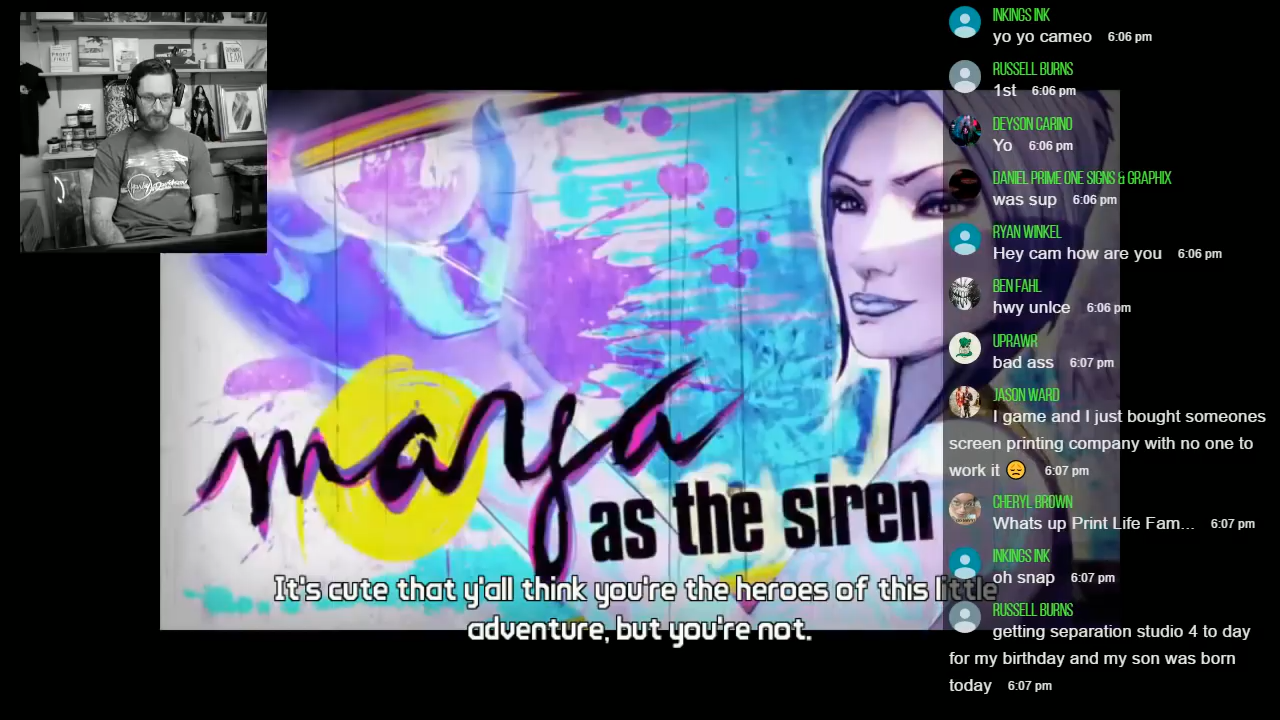 INKINGS INK
yo yo cameo 6:06 pm
RUSSELL BURNS
1st 6:06 pm
DEYSON CARINO
Yo 6:06 pm
DANIEL PRIME ONE SIGNS & GRAPHIX
was sup 6:06 pm
RYAN WINKEL
Hey cam how are you 6:06 pm
BEN FAHL
hwy unlce 6:06 pm
UPRAWR
bad ass 6:07 pm
JASON WARD
I game and I just bought someones
screen printing company with no one to
work it 😔 6:07 pm
CHERYL BROWN
Whats up Print Life Fam... 6:07 pm
INKINGS INK
oh snap 6:07 pm
RUSSELL BURNS
getting separation studio 4 to day
for my birthday and my son was born
today 6:07 pm
maya
as the siren
It's cute that y'all think you're the heroes of this little
adventure, but you're not.